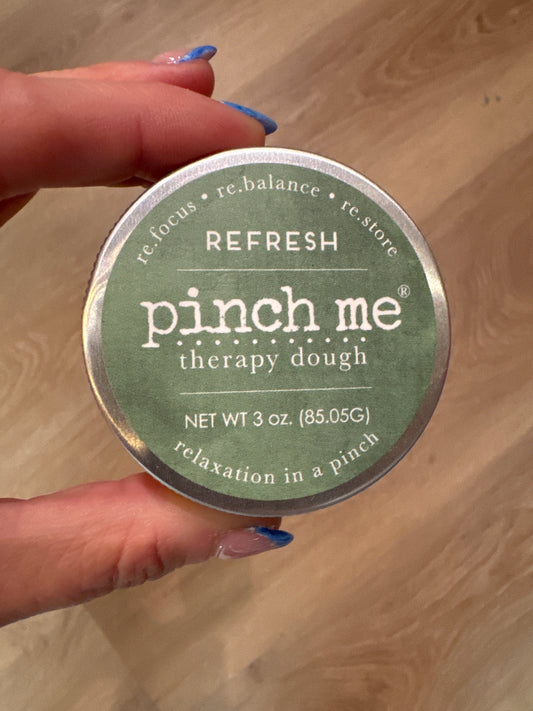 re.focus • re.balance • re.store
REFRESH
pinch me®
therapy dough
NET WT 3 oz. (85.05G)
relaxation in a pinch